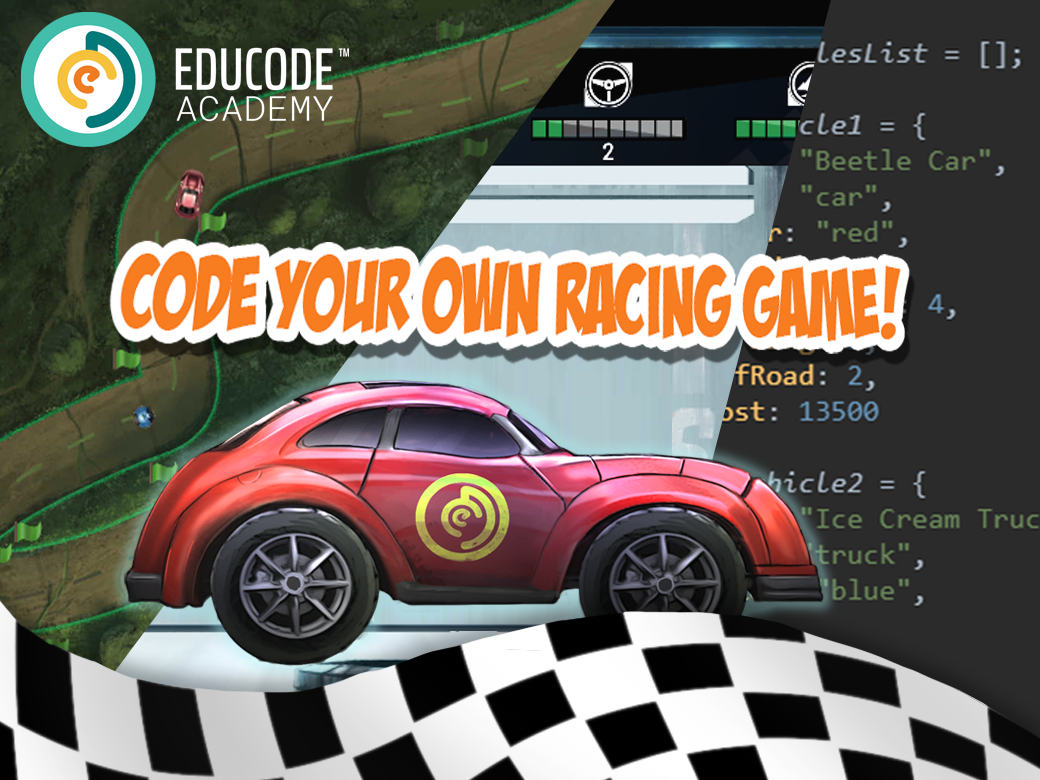 EDUCODE™
ACADEMY
2
lesList = [];
cle1 = {
"Beetle Car",
"car",
r: "red",
CODE YOUR OWN RACING GAME!
4,
fRoad: 2,
ost: 13500
hicle2 = {
"Ice Cream Truc
"truck",
"blue",